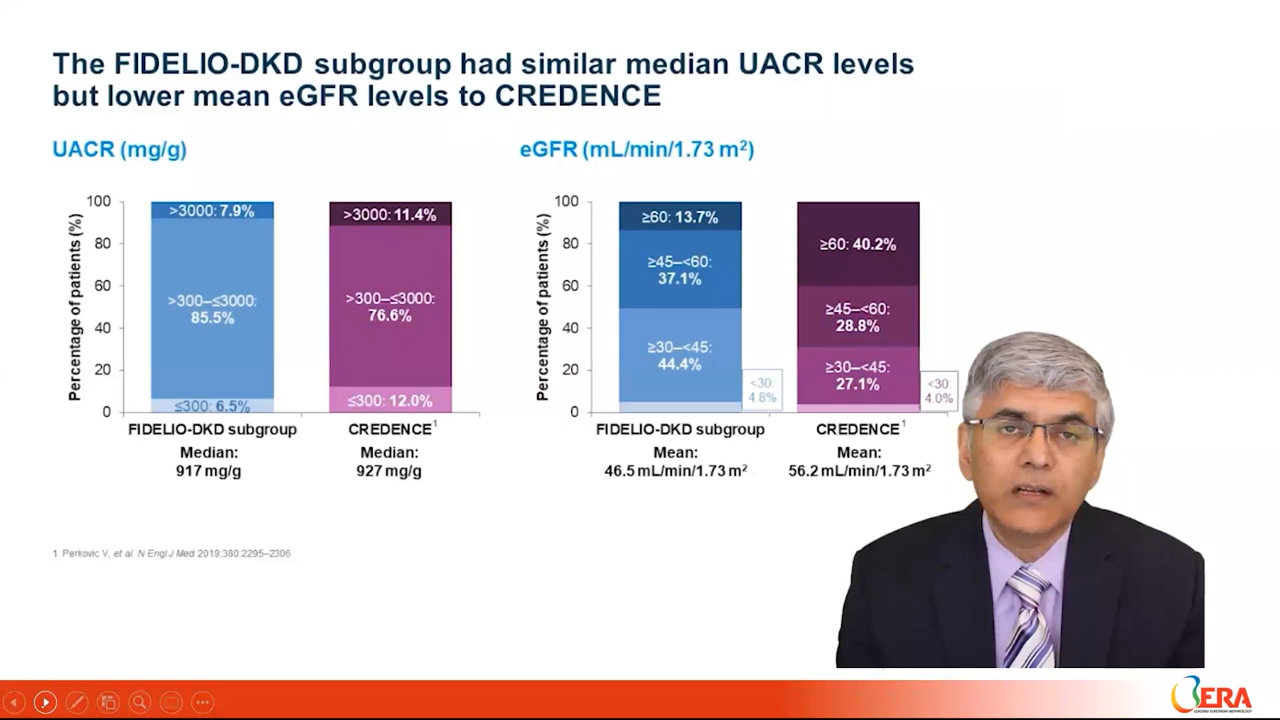 The FIDELIO-DKD subgroup had similar median UACR levels
but lower mean eGFR levels to CREDENCE
UACR (mg/g)
Percentage of patients (%)
100
80
60
40
20
0
>3000: 7.9%
>300–≤3000:
85.5%
≤300: 6.5%
>3000: 11.4%
>300–≤3000:
76.6%
≤300: 12.0%
FIDELIO-DKD subgroup
Median:
917 mg/g
CREDENCE1
Median:
927 mg/g
eGFR (mL/min/1.73 m²)
Percentage of patients (%)
100
80
60
40
20
0
≥60: 13.7%
≥45–<60:
37.1%
≥30–<45:
44.4%
<30:
4.8%
≥60: 40.2%
≥45–<60:
28.8%
≥30–<45:
27.1%
<30:
4.0%
FIDELIO-DKD subgroup
Mean:
46.5 mL/min/1.73 m²
CREDENCE1
Mean:
56.2 mL/min/1.73 m²
1. Perkovic V, et al. N Engl J Med 2019;380:2295–2306
ERA
LEADING EUROPEAN NEPHROLOGY